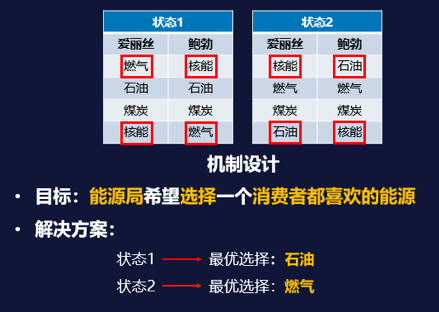 状态1 状态2
爱丽丝 鲍勃 爱丽丝 鲍勃
燃气 核能 核能 石油
石油 石油 燃气 燃气
煤炭 煤炭 煤炭 煤炭
核能 燃气 石油 核能
机制设计
• 目标：能源局希望选择一个消费者都喜欢的能源
• 解决方案：
状态1 最优选择：石油
状态2 最优选择：燃气